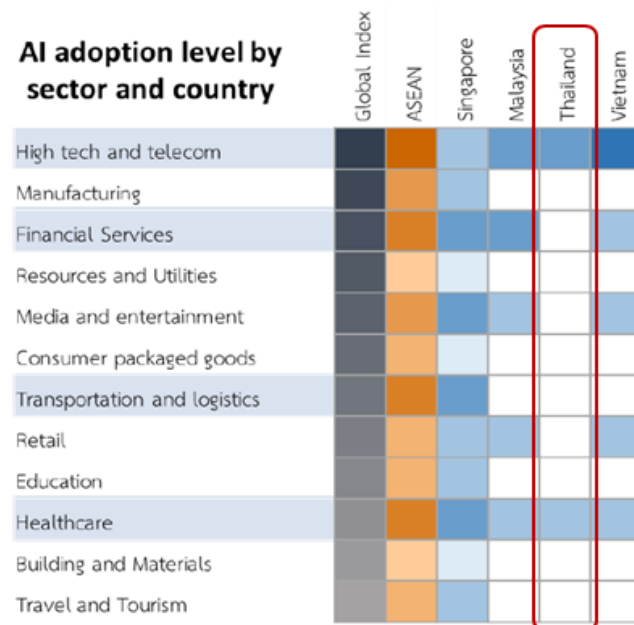 AI adoption level by
sector and country
Global Index
ASEAN
Singapore
Malaysia
Thailand
Vietnam
High tech and telecom
Manufacturing
Financial Services
Resources and Utilities
Media and entertainment
Consumer packaged goods
Transportation and logistics
Retail
Education
Healthcare
Building and Materials
Travel and Tourism